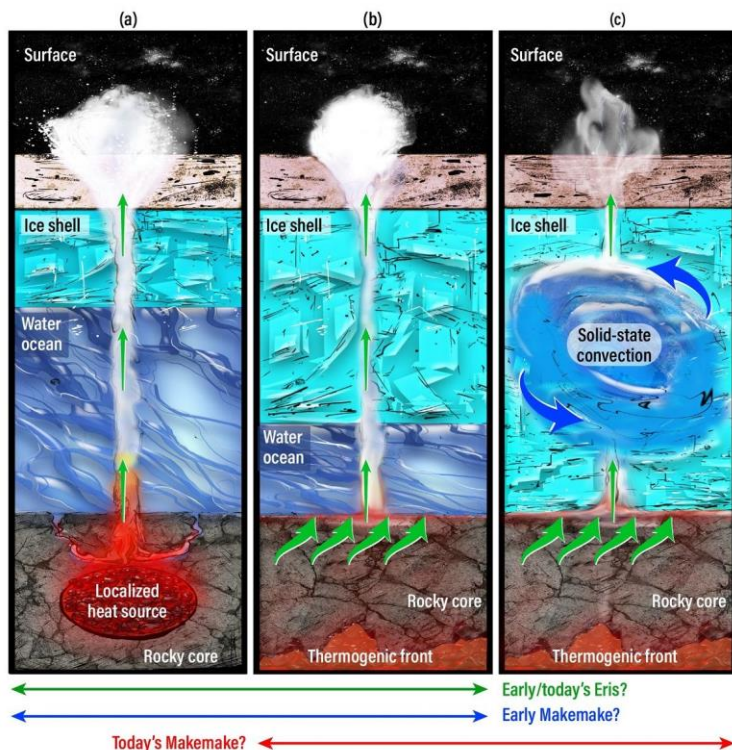 (a)
Surface
Ice shell
Water
ocean
Localized
heat source
Rocky core
(b)
Surface
Ice shell
Water
ocean
Rocky core
Thermogenic front
(c)
Surface
Ice shell
Solid-state
convection
Rocky core
Thermogenic front
Early/today's Eris?
Early Makemake?
Today's Makemake?